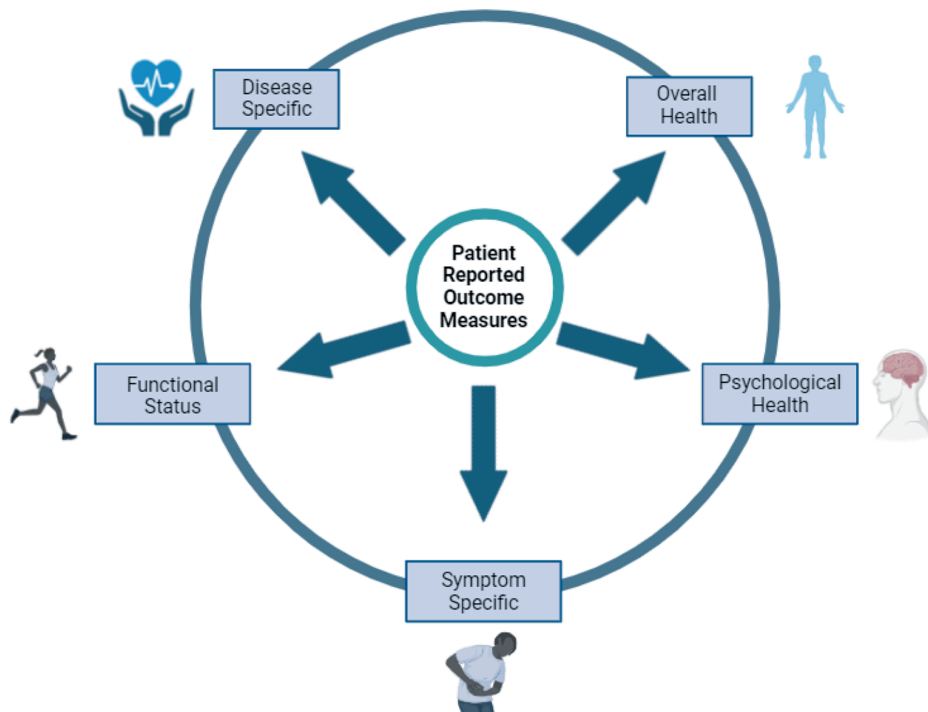 Disease
Specific
Overall
Health
Patient
Reported
Outcome
Measures
Functional
Status
Psychological
Health
Symptom
Specific